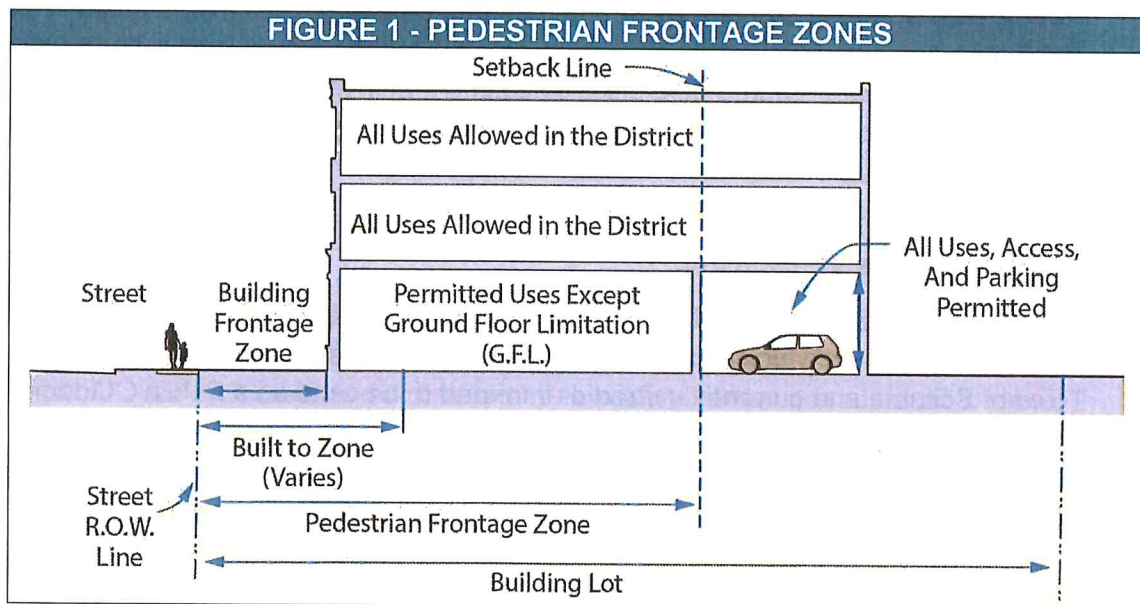 FIGURE 1 - PEDESTRIAN FRONTAGE ZONES
Setback Line
All Uses Allowed in the District
All Uses Allowed in the District
Street
Building
Frontage
Zone
Permitted Uses Except
Ground Floor Limitation
(G.F.L.)
All Uses, Access,
And Parking
Permitted
Built to Zone
(Varies)
Street
R.O.W.
Line
Pedestrian Frontage Zone
Building Lot